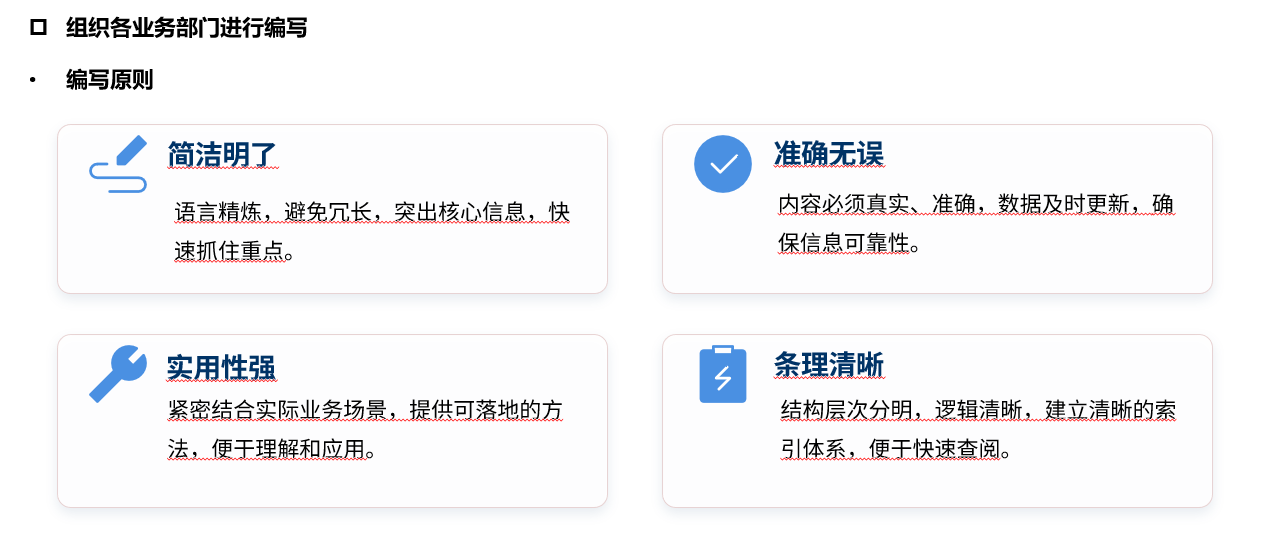 组织各业务部门进行编写
• 编写原则
简洁明了
语言精炼，避免冗长，突出核心信息，快
速抓住重点。
准确无误
内容必须真实、准确，数据及时更新，确
保信息可靠性。
实用性强
紧密结合实际业务场景，提供可落地的方
法，便于理解和应用。
条理清晰
结构层次分明，逻辑清晰，建立清晰的索
引体系，便于快速查阅。